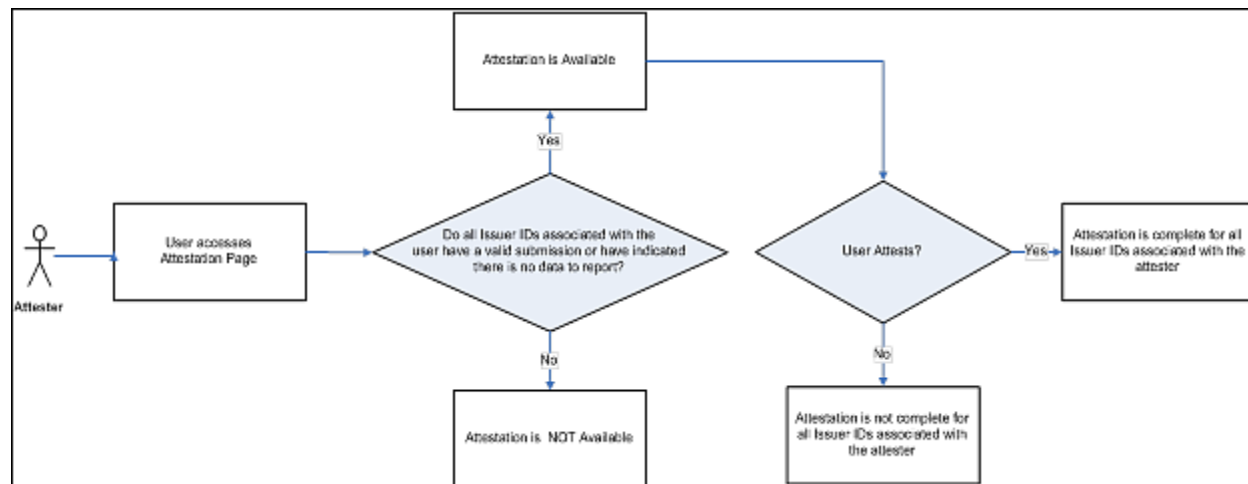 Attestation is Available
Yes
Do all Issuer IDs associated with the
user have a valid submission or have indicated
there is no data to report?
User accesses
Attestation Page
User Attests?
Yes
Attestation is complete for all
Issuer IDs associated with the
attester
Attester
No
No
Attestation is NOT Available
Attestation is not complete for
all Issuer IDs associated with
the attester